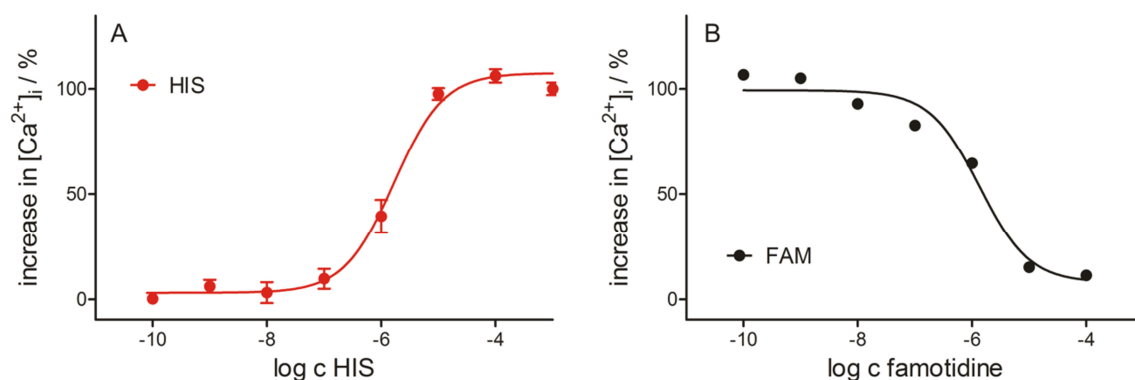 A
HIS
increase in [Ca²⁺]ᵢ / %
100
50
0
-10
-8
-6
-4
log c HIS
B
FAM
increase in [Ca²⁺]ᵢ / %
100
50
0
-10
-8
-6
-4
log c famotidine